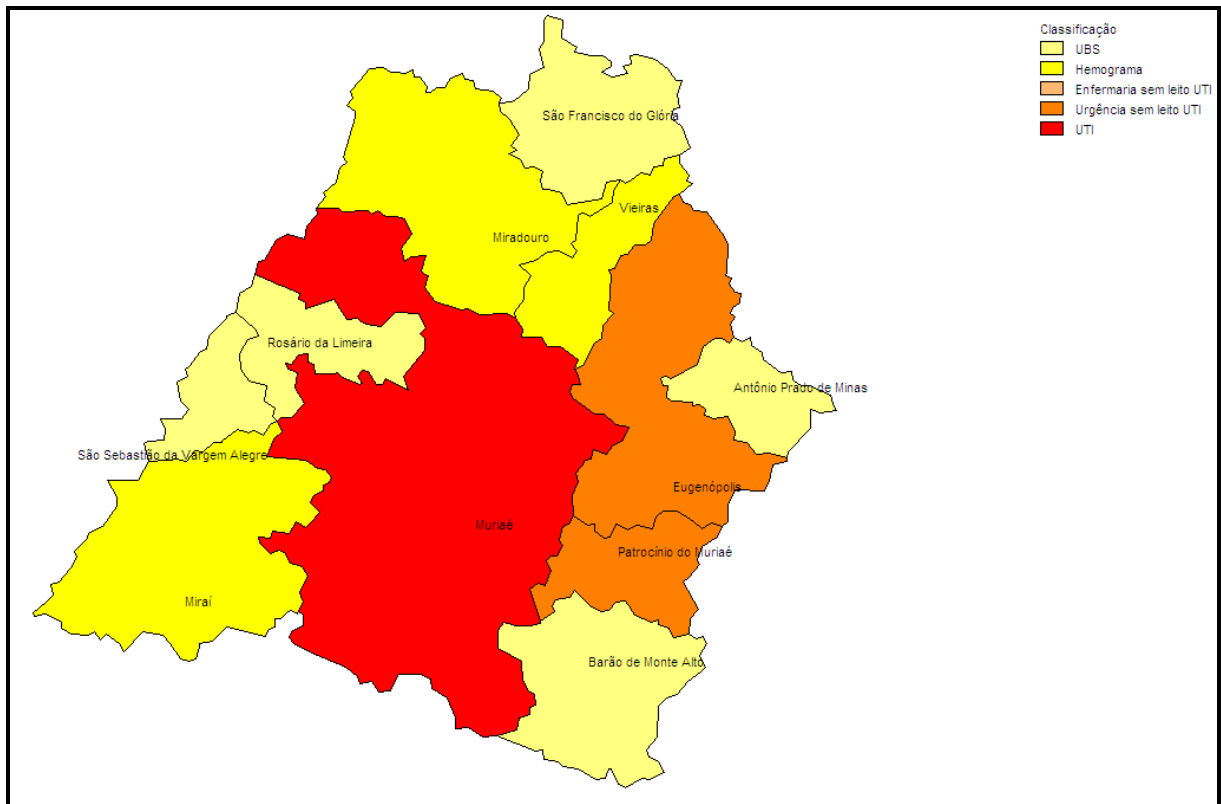 Classificação
UBS
Hemograma
Enfermaria sem leito UTI
Urgência sem leito UTI
UTI
São Francisco do Glória
Vieiras
Miradouro
Rosário da Limeira
Antônio Prado de Minas
São Sebastião da Vargem Alegre
Eugenópolis
Muriaé
Patrocínio do Muriaé
Miraí
Barão de Monte Alto